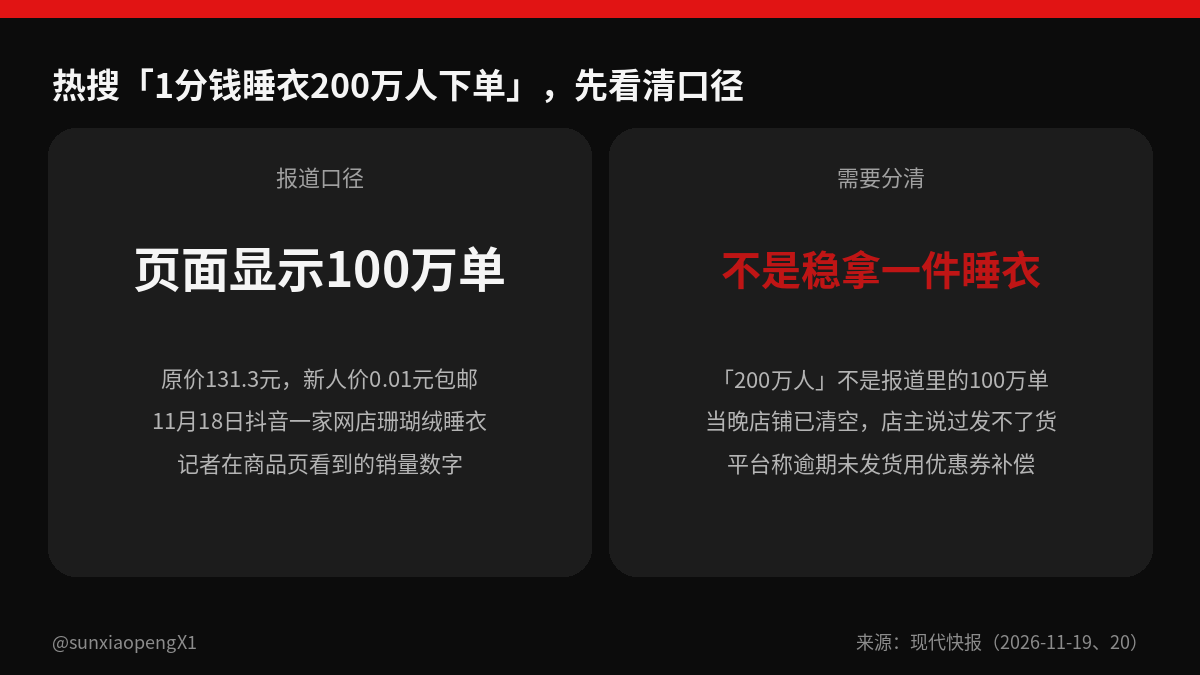 热搜「1分钱睡衣200万人下单」，先看清口径
报道口径
页面显示100万单
原价131.3元，新人价0.01元包邮
11月18日抖音一家网店珊瑚绒睡衣
记者在商品页看到的销量数字
需要分清
不是稳拿一件睡衣
「200万人」不是报道里的100万单
当晚店铺已清空，店主说过发不了货
平台称逾期未发货用优惠券补偿
@sunxiaopengX1
来源：现代快报（2026-11-19、20）